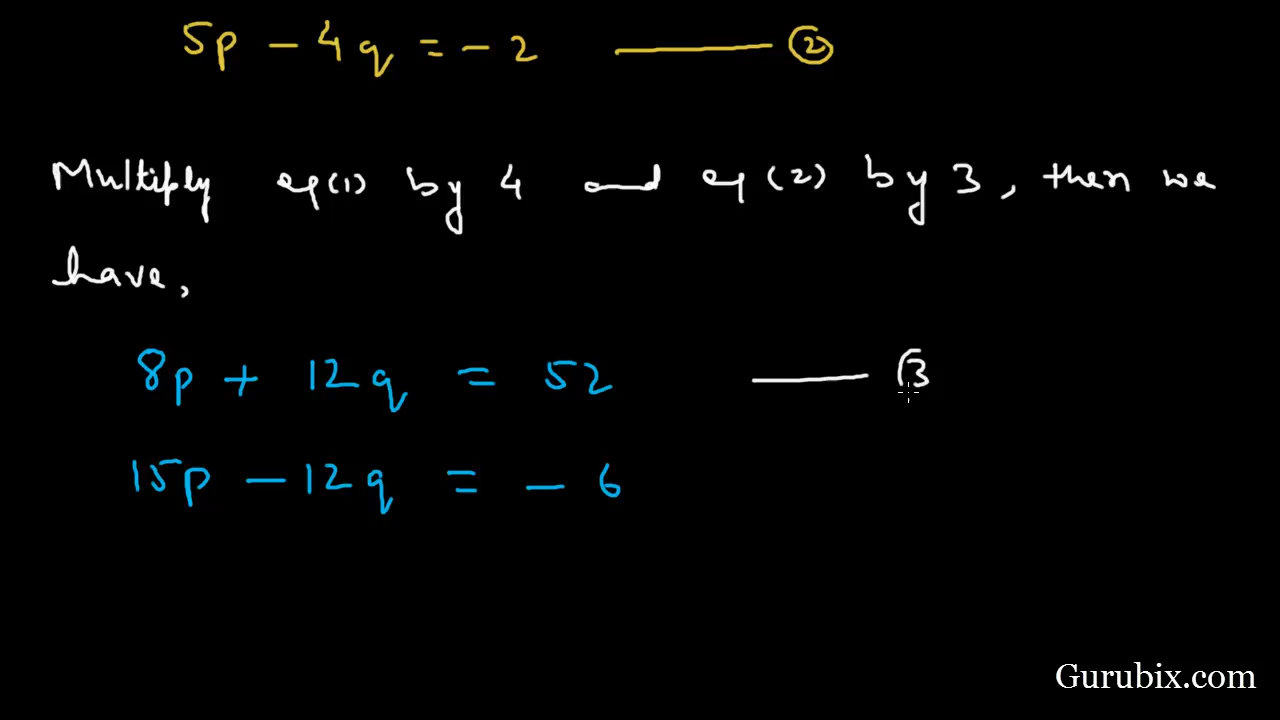 5p - 4q = - 2 ——— ②
Multiply eq(1) by 4 and eq(2) by 3, then we
have,
8p + 12q = 52 ——— 3
15p - 12q = - 6
Gurubix.com